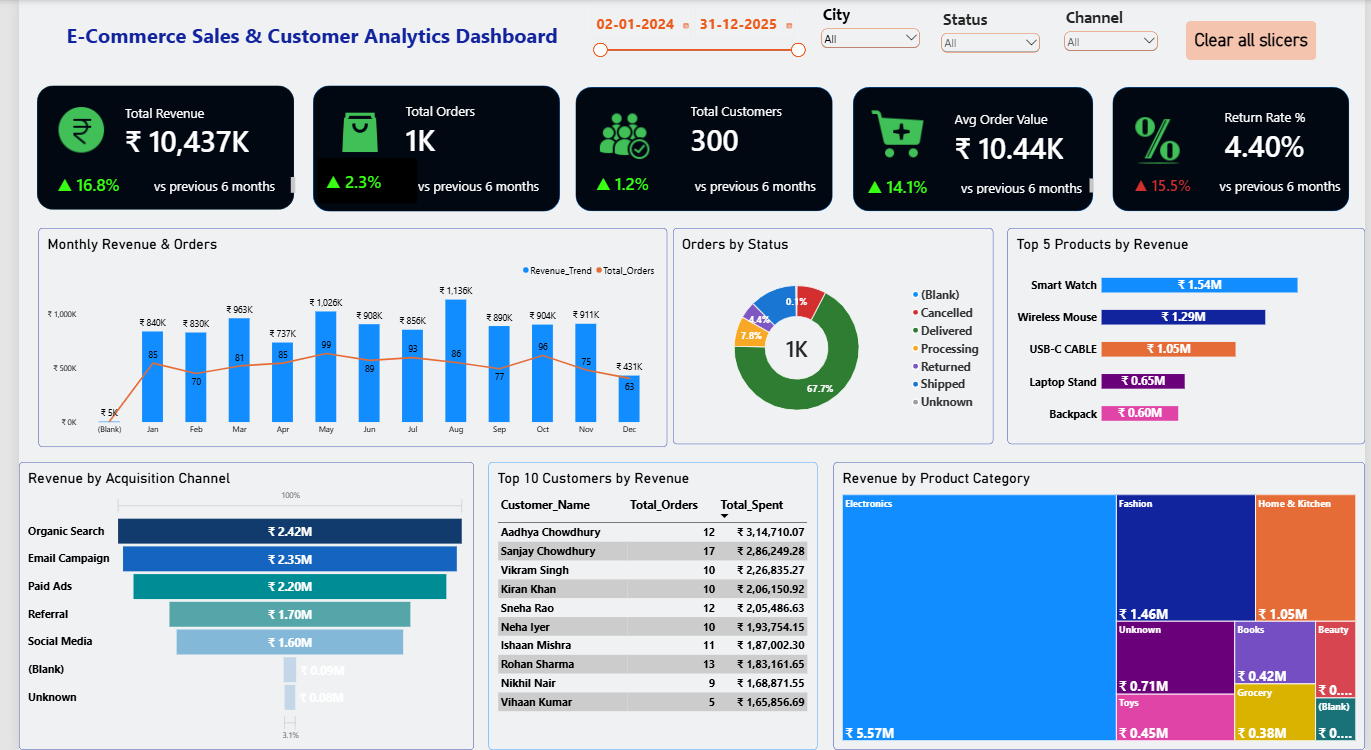 E-Commerce Sales & Customer Analytics Dashboard
02-01-2024 31-12-2025
City
All
Status
All
Channel
All
Clear all slicers
Total Revenue
₹ 10,437K
▲ 16.8% vs previous 6 months
Total Orders
1K
▲ 2.3% vs previous 6 months
Total Customers
300
▲ 1.2% vs previous 6 months
Avg Order Value
₹ 10.44K
▲ 14.1% vs previous 6 months
Return Rate %
4.40%
▲ 15.5% vs previous 6 months
Monthly Revenue & Orders
Revenue_Trend Total_Orders
₹ 1,000K
₹ 500K
₹ 0K
₹ 5K ₹ 840K ₹ 830K ₹ 963K ₹ 737K ₹ 1,026K ₹ 908K ₹ 856K ₹ 1,136K ₹ 890K ₹ 904K ₹ 911K ₹ 431K
85 70 81 85 99 89 93 86 77 96 75 63
(Blank) Jan Feb Mar Apr May Jun Jul Aug Sep Oct Nov Dec
Orders by Status
0.1%
4.4%
7.8%
67.7%
1K
(Blank)
Cancelled
Delivered
Processing
Returned
Shipped
Unknown
Top 5 Products by Revenue
Smart Watch ₹ 1.54M
Wireless Mouse ₹ 1.29M
USB-C CABLE ₹ 1.05M
Laptop Stand ₹ 0.65M
Backpack ₹ 0.60M
Revenue by Acquisition Channel
100%
Organic Search ₹ 2.42M
Email Campaign ₹ 2.35M
Paid Ads ₹ 2.20M
Referral ₹ 1.70M
Social Media ₹ 1.60M
(Blank) ₹ 0.09M
Unknown ₹ 0.08M
3.1%
Top 10 Customers by Revenue
Customer_Name Total_Orders Total_Spent
Aadhya Chowdhury 12 ₹ 3,14,710.07
Sanjay Chowdhury 17 ₹ 2,86,249.28
Vikram Singh 10 ₹ 2,26,835.27
Kiran Khan 10 ₹ 2,06,150.92
Sneha Rao 12 ₹ 2,05,486.63
Neha Iyer 10 ₹ 1,93,754.15
Ishaan Mishra 11 ₹ 1,87,002.30
Rohan Sharma 13 ₹ 1,83,161.65
Nikhil Nair 9 ₹ 1,68,871.55
Vihaan Kumar 5 ₹ 1,65,856.69
Revenue by Product Category
Electronics
₹ 5.57M
Fashion
₹ 1.46M
Home & Kitchen
₹ 1.05M
Unknown
₹ 0.71M
Toys
₹ 0.45M
Books
₹ 0.42M
Grocery
₹ 0.38M
Beauty
₹ 0....
(Blank)
₹ 0....